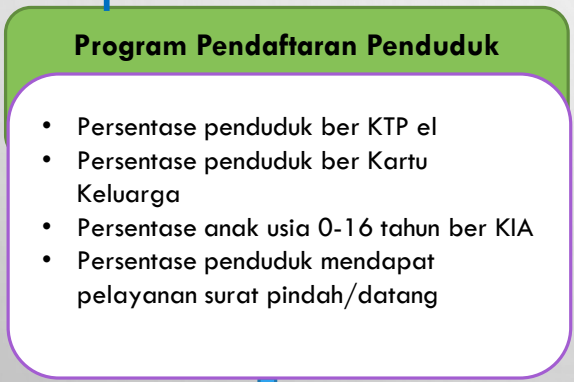 Program Pendaftaran Penduduk
• Persentase penduduk ber KTP el
• Persentase penduduk ber Kartu
Keluarga
• Persentase anak usia 0-16 tahun ber KIA
• Persentase penduduk mendapat
pelayanan surat pindah/datang